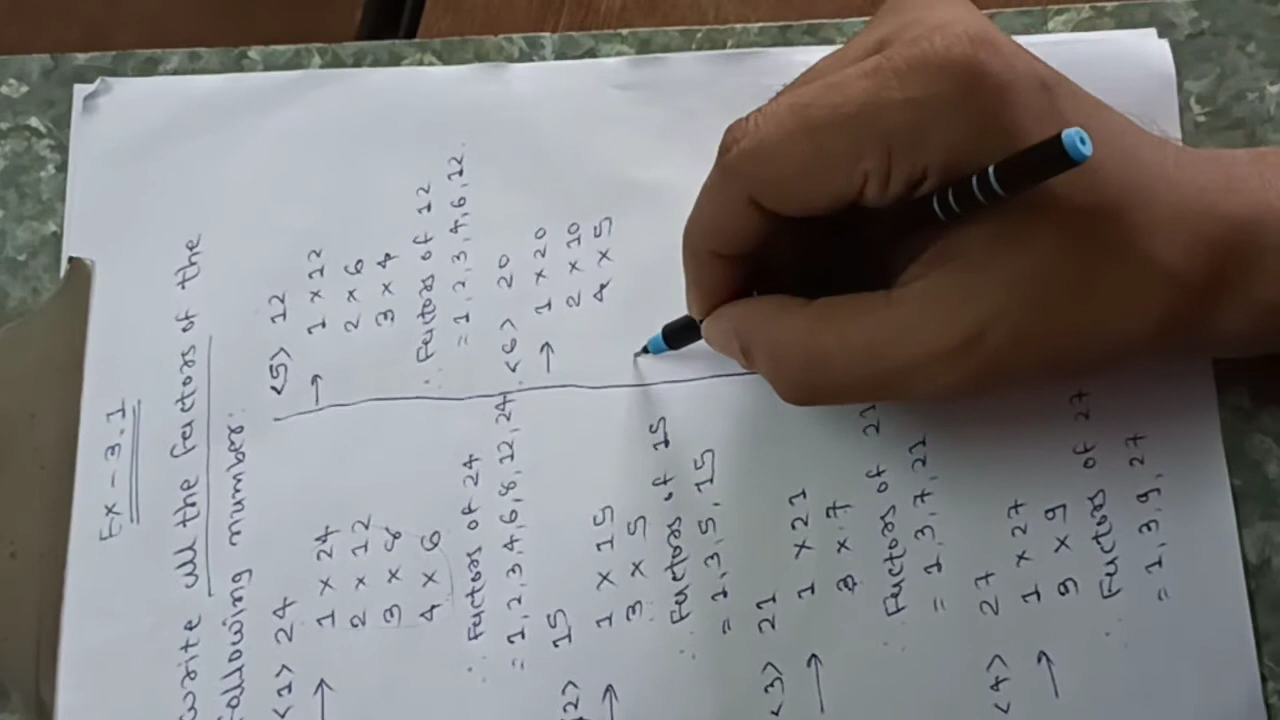 Ex - 3.1
write all the factors of the
following number:
<1> 24
→ 1 × 24
2 × 12
3 × 8
4 × 6
∴ Factors of 24
= 1, 2, 3, 4, 6, 8, 12, 24.
<2> 15
→ 1 × 15
3 × 5
∴ Factors of 15
= 1, 3, 5, 15
<3> 21
→ 1 × 21
3 × 7
∴ Factors of 21
= 1, 3, 7, 21
<4> 27
→ 1 × 27
9 × 9
∴ Factors of 27
= 1, 3, 9, 27
<5> 12
→ 1 × 12
2 × 6
3 × 4
∴ Factors of 12
= 1, 2, 3, 4, 6, 12.
<6> 20
→ 1 × 20
2 × 10
4 × 5